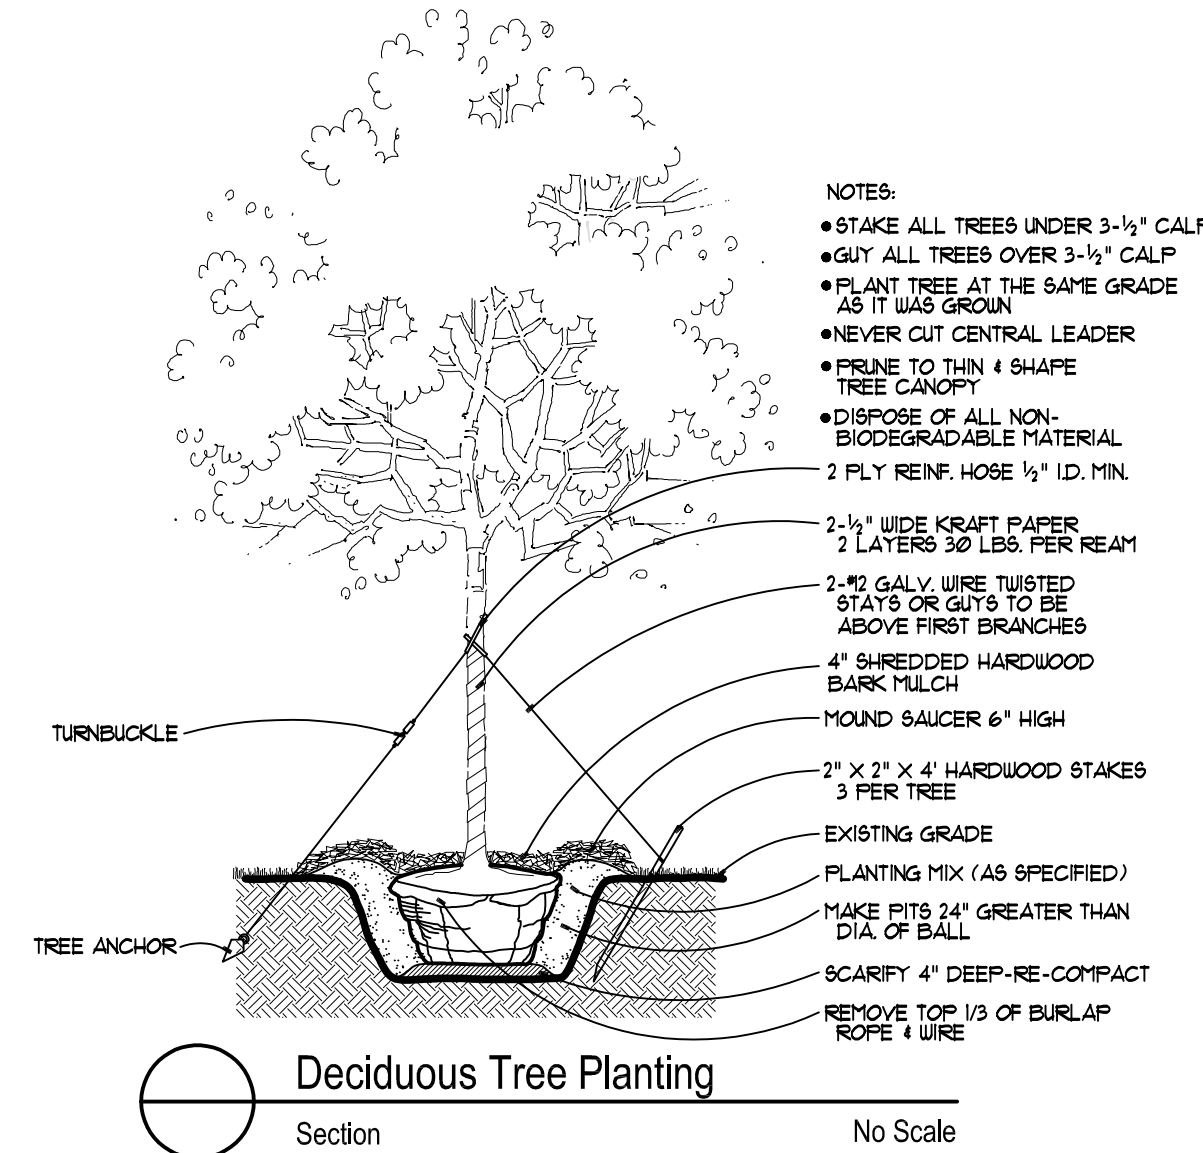 NOTES:
• STAKE ALL TREES UNDER 3-½" CALP
• GUY ALL TREES OVER 3-½" CALP
• PLANT TREE AT THE SAME GRADE
AS IT WAS GROWN
• NEVER CUT CENTRAL LEADER
• PRUNE TO THIN & SHAPE
TREE CANOPY
• DISPOSE OF ALL NON-
BIODEGRADABLE MATERIAL
2 PLY REINF. HOSE ½" I.D. MIN.
2-½" WIDE KRAFT PAPER
2 LAYERS 30 LBS. PER REAM
2-#12 GALV. WIRE TWISTED
STAYS OR GUYS TO BE
ABOVE FIRST BRANCHES
4" SHREDDED HARDWOOD
BARK MULCH
MOUND SAUCER 6" HIGH
TURNBUCKLE
2" X 2" X 4' HARDWOOD STAKES
3 PER TREE
EXISTING GRADE
PLANTING MIX (AS SPECIFIED)
MAKE PITS 24" GREATER THAN
DIA. OF BALL
TREE ANCHOR
SCARIFY 4" DEEP-RE-COMPACT
REMOVE TOP 1/3 OF BURLAP
ROPE & WIRE
Deciduous Tree Planting
Section
No Scale